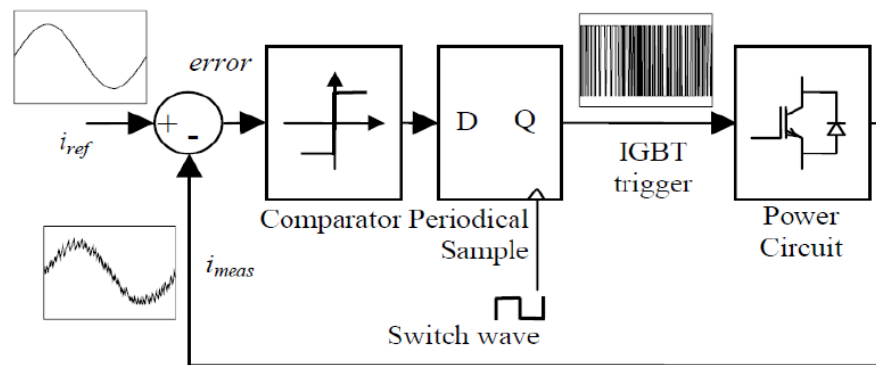 error
+
-
i_ref
D Q
IGBT
trigger
Comparator
Periodical
Sample
Power
Circuit
i_meas
Switch wave